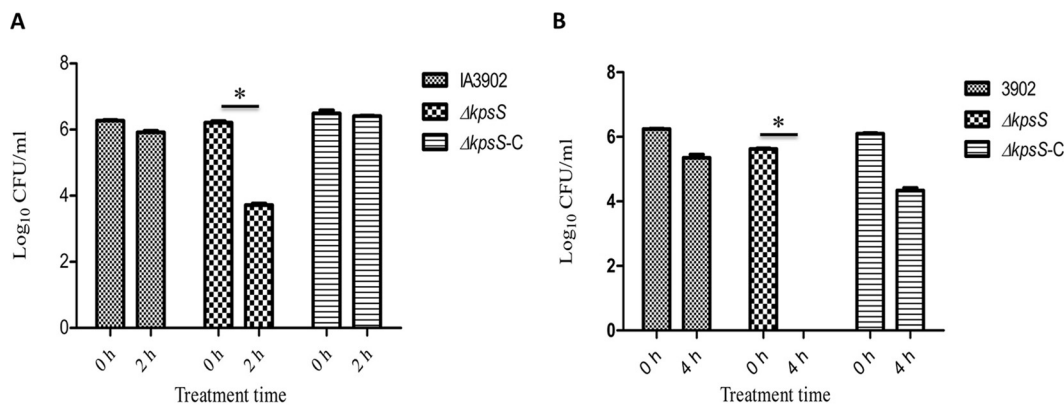 A
Log10 CFU/ml
8
6
4
2
0
0 h
2 h
0 h
2 h
0 h
2 h
Treatment time
*
IA3902
ΔkpsS
ΔkpsS-C
B
Log10 CFU/ml
8
6
4
2
0
0 h
4 h
0 h
4 h
0 h
4 h
Treatment time
*
3902
ΔkpsS
ΔkpsS-C